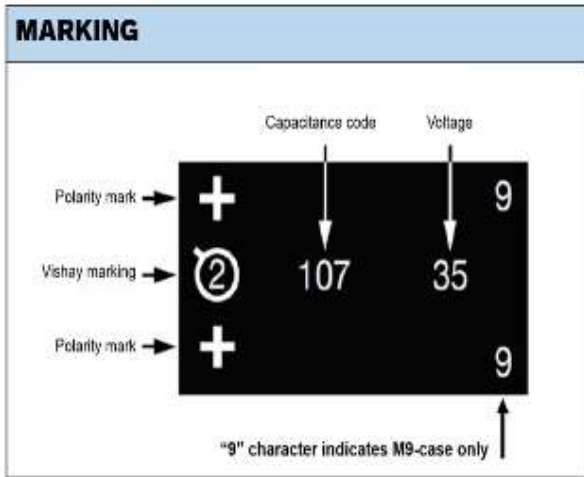 MARKING
Capacitance code Voltage
Polarity mark + 9
Vishay marking 2 107 35
Polarity mark + 9
"9" character indicates M9-case only